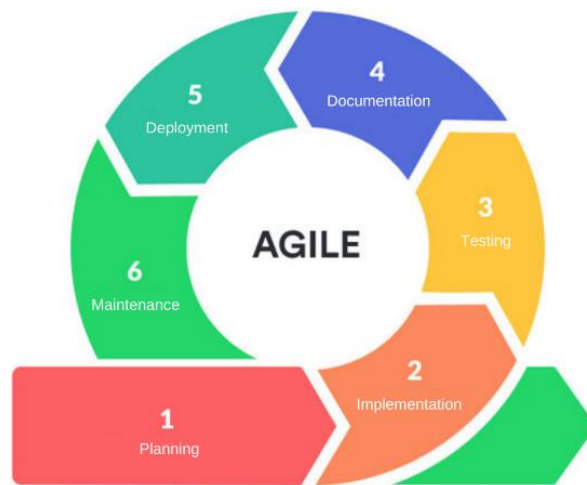 AGILE
1
Planning
2
Implementation
3
Testing
4
Documentation
5
Deployment
6
Maintenance